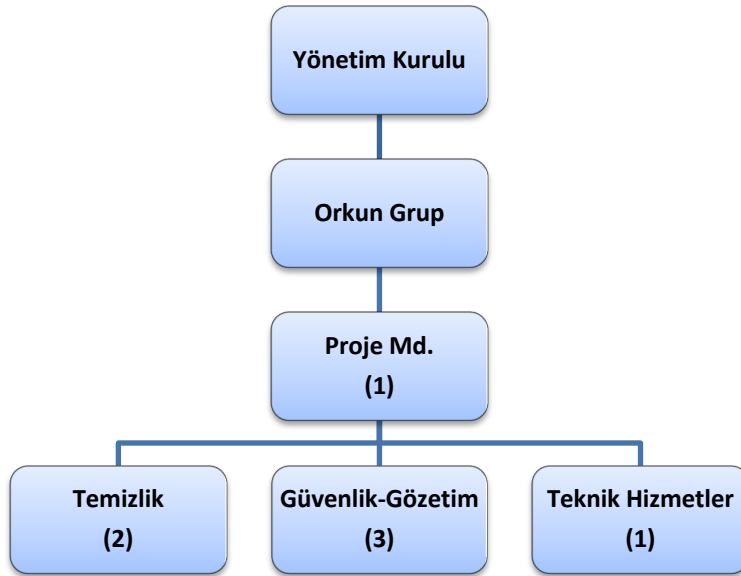 Yönetim Kurulu
Orkun Grup
Proje Md.
(1)
Temizlik
(2)
Güvenlik-Gözetim
(3)
Teknik Hizmetler
(1)